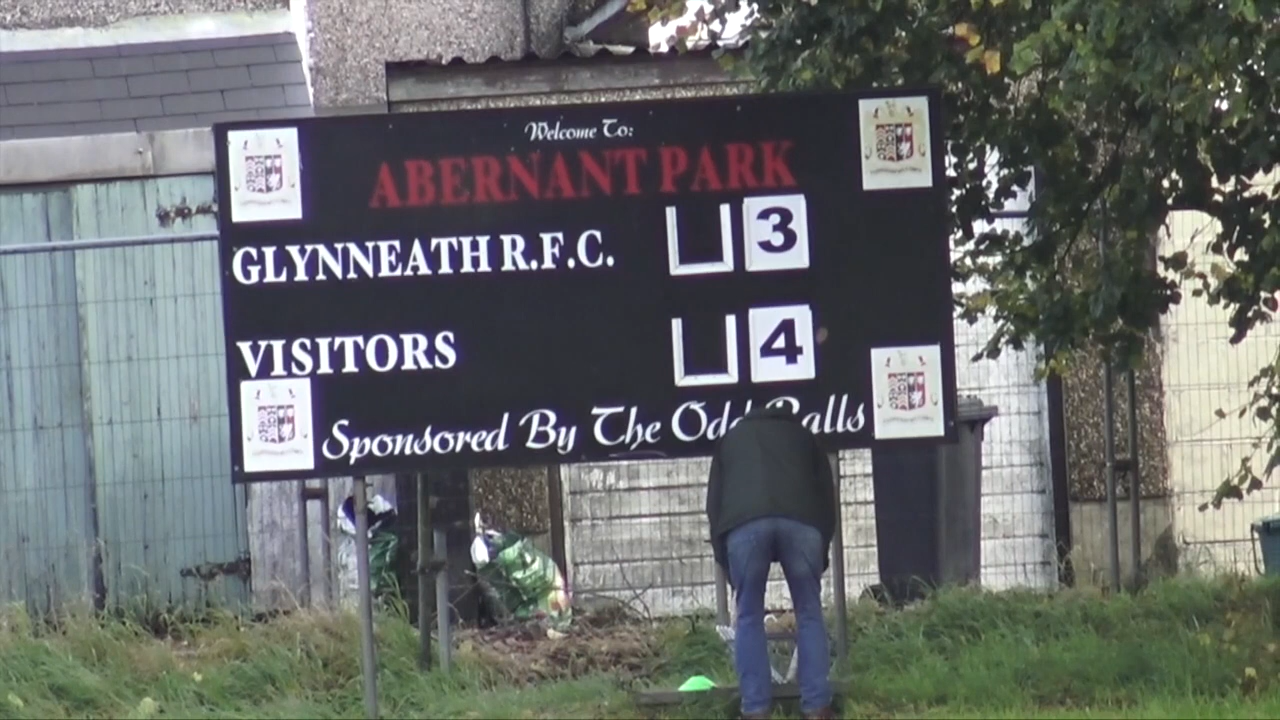 Welcome To:
ABERNANT PARK
GLYNNEATH R.F.C. 3
VISITORS 4
Sponsored By The Odd Balls